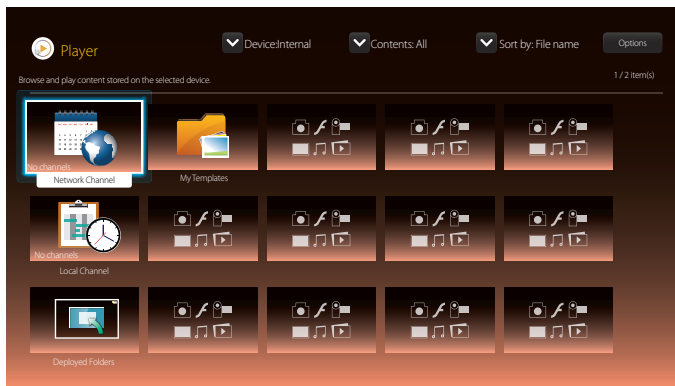 Player
Device:Internal
Contents: All
Sort by: File name
Options
Browse and play content stored on the selected device.
1 / 2 item(s)
No channels
Network Channel
My Templates
No channels
Local Channel
Deployed Folders